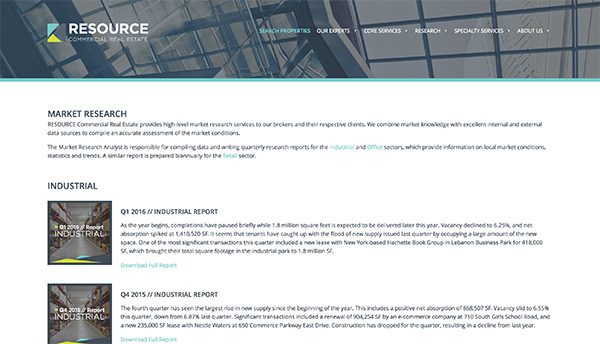 RESOURCE
COMMERCIAL REAL ESTATE
SEARCH PROPERTIES OUR EXPERTS CORE SERVICES RESEARCH SPECIALTY SERVICES ABOUT US
MARKET RESEARCH
RESOURCE Commercial Real Estate provides high-level market research services to our brokers and their respective clients. We combine market knowledge with excellent internal and external
data sources to compile an accurate assessment of the market conditions.
The Market Research Analyst is responsible for compiling data and writing quarterly research reports for the Industrial and Office sectors, which provide information on local market conditions,
statistics and trends. A similar report is prepared biannually for the Retail sector.
INDUSTRIAL
Q1 2016 // Report
INDUSTRIAL
Q1 2016 // INDUSTRIAL REPORT
As the year begins, completions have paused briefly while 1.8 million square feet is expected to be delivered later this year. Vacancy declined to 6.25%, and net
absorption spiked at 1,410,520 SF. It seems that tenants have caught up with the flood of new supply issued last quarter by occupying a large amount of the new
space. One of the most significant transactions this quarter included a new lease with New York-based Hachette Book Group in Lebanon Business Park for 418,000
SF, which brought their total square footage in the industrial park to 1.8 million SF.
Download Full Report
Q4 2015 // Report
INDUSTRIAL
Q4 2015 // INDUSTRIAL REPORT
The fourth quarter has seen the largest rise in new supply since the beginning of the year. This includes a positive net absorption of 868,507 SF. Vacancy slid to 6.55%
this quarter, down from 6.87% last quarter. Significant transactions included a renewal of 904,254 SF by an e-commerce company at 710 South Girls School Road, and
a new 235,000 SF lease with Nestle Waters at 650 Commerce Parkway East Drive. Construction has dropped for the quarter, resulting in a decline from last year.
Download Full Report